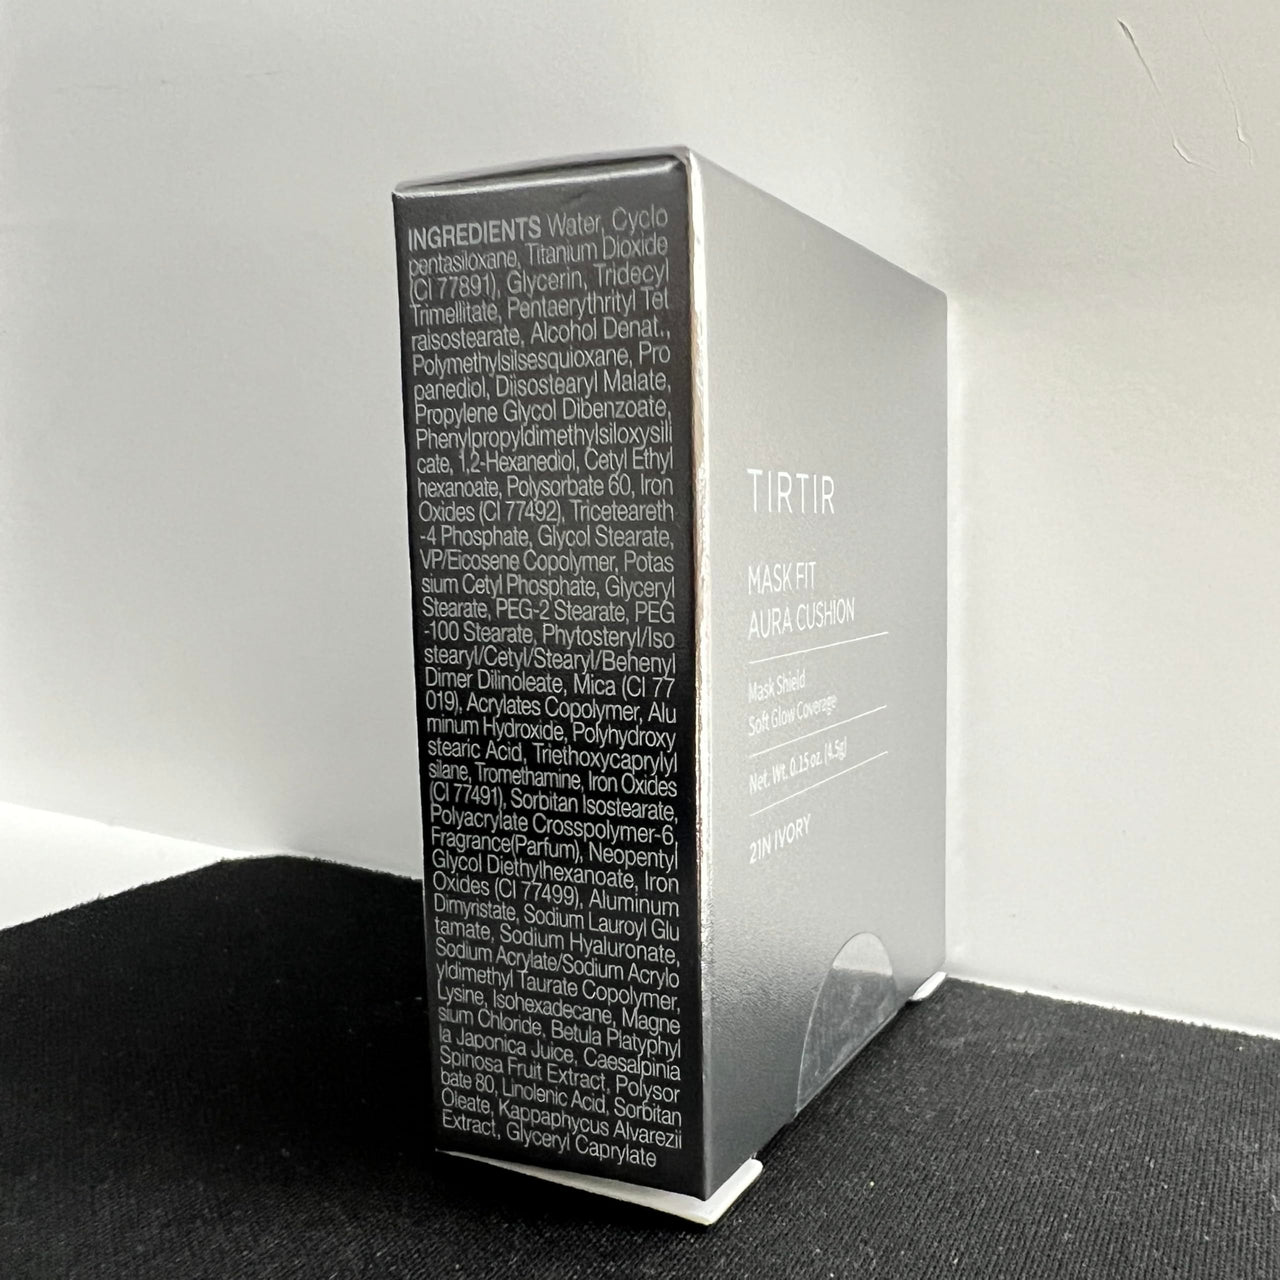 INGREDIENTS Water, Cyclo
pentasiloxane, Titanium Dioxide
(CI 77891), Glycerin, Tridecyl
Trimellitate, Pentaerythrityl Tet
raisostearate, Alcohol Denat.,
Polymethylsilsesquioxane, Pro
panediol, Diisostearyl Malate,
Propylene Glycol Dibenzoate,
Phenylpropyldimethylsiloxysili
cate, 1,2-Hexanediol, Cetyl Ethyl
hexanoate, Polysorbate 60, Iron
Oxides (CI 77492), Triceteareth
-4 Phosphate, Glycol Stearate,
VP/Eicosene Copolymer, Potas
sium Cetyl Phosphate, Glyceryl
Stearate, PEG-2 Stearate, PEG
-100 Stearate, Phytosteryl/Iso
stearyl/Cetyl/Stearyl/Behenyl
Dimer Dilinoleate, Mica (CI 77
019), Acrylates Copolymer, Alu
minum Hydroxide, Polyhydroxy
stearic Acid, Triethoxycaprylyl
silane, Tromethamine, Iron Oxides
(CI 77491), Sorbitan Isostearate,
Polyacrylate Crosspolymer-6,
Fragrance(Parfum), Neopentyl
Glycol Diethylhexanoate, Iron
Oxides (CI 77499), Aluminum
Dimyristate, Sodium Lauroyl Glu
tamate, Sodium Hyaluronate,
Sodium Acrylate/Sodium Acrylo
yldimethyl Taurate Copolymer,
Lysine, Isohexadecane, Magne
sium Chloride, Betula Platyphyl
la Japonica Juice, Caesalpinia
Spinosa Fruit Extract, Polysor
bate 80, Linolenic Acid, Sorbitan
Oleate, Kappaphycus Alvarezii
Extract, Glyceryl Caprylate
TIRTIR
MASK FIT
AURA CUSHION
Mask Shield
Soft Glow Coverage
Net. Wt. 0.15 oz. (4.5g)
21N IVORY